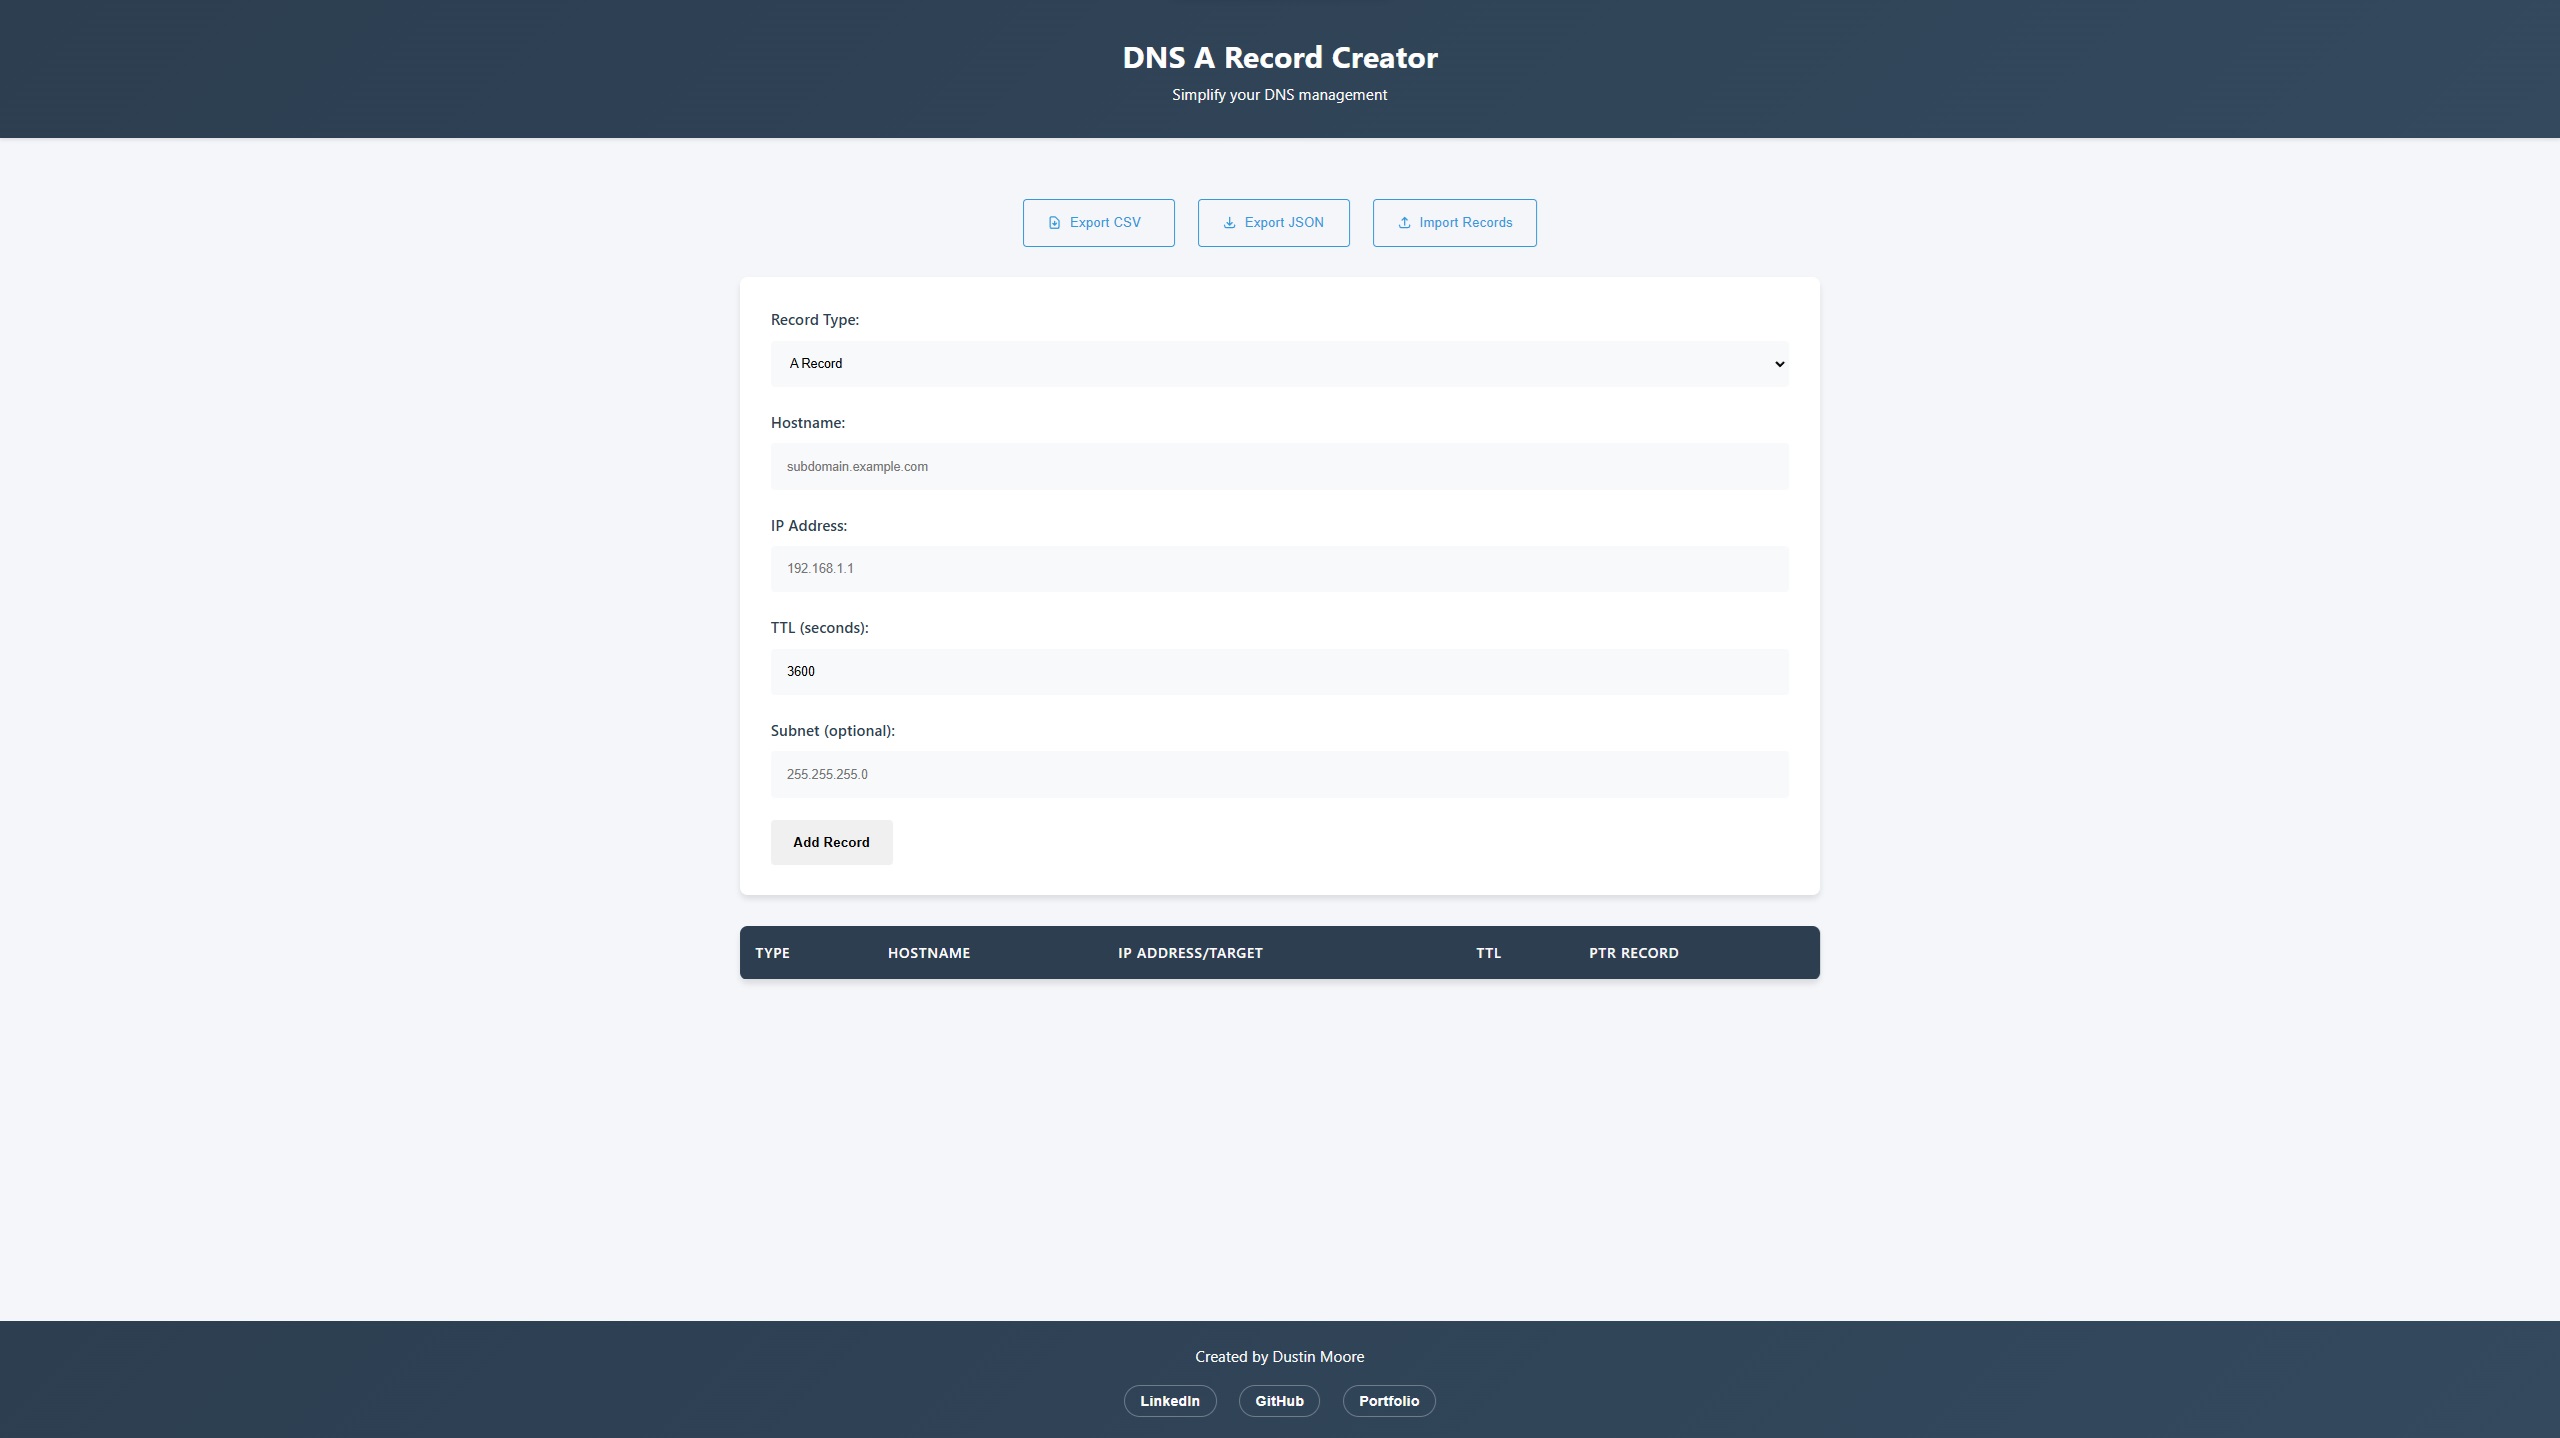 DNS A Record Creator
Simplify your DNS management
Export CSV
Export JSON
Import Records
Record Type:
A Record
Hostname:
subdomain.example.com
IP Address:
192.168.1.1
TTL (seconds):
3600
Subnet (optional):
255.255.255.0
Add Record
TYPE HOSTNAME IP ADDRESS/TARGET TTL PTR RECORD
Created by Dustin Moore
LinkedIn GitHub Portfolio